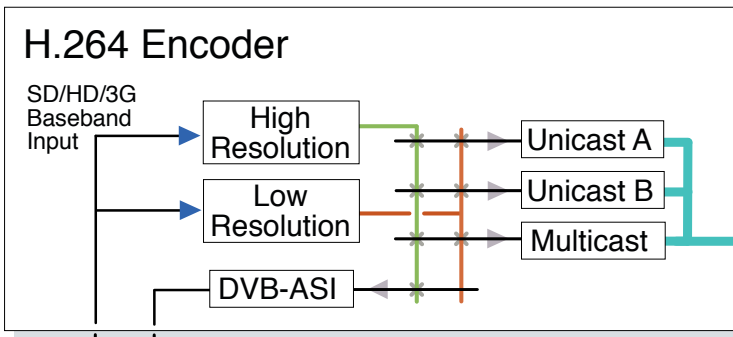 H.264 Encoder
SD/HD/3G
Baseband
Input
High
Resolution
Low
Resolution
DVB-ASI
Unicast A
Unicast B
Multicast